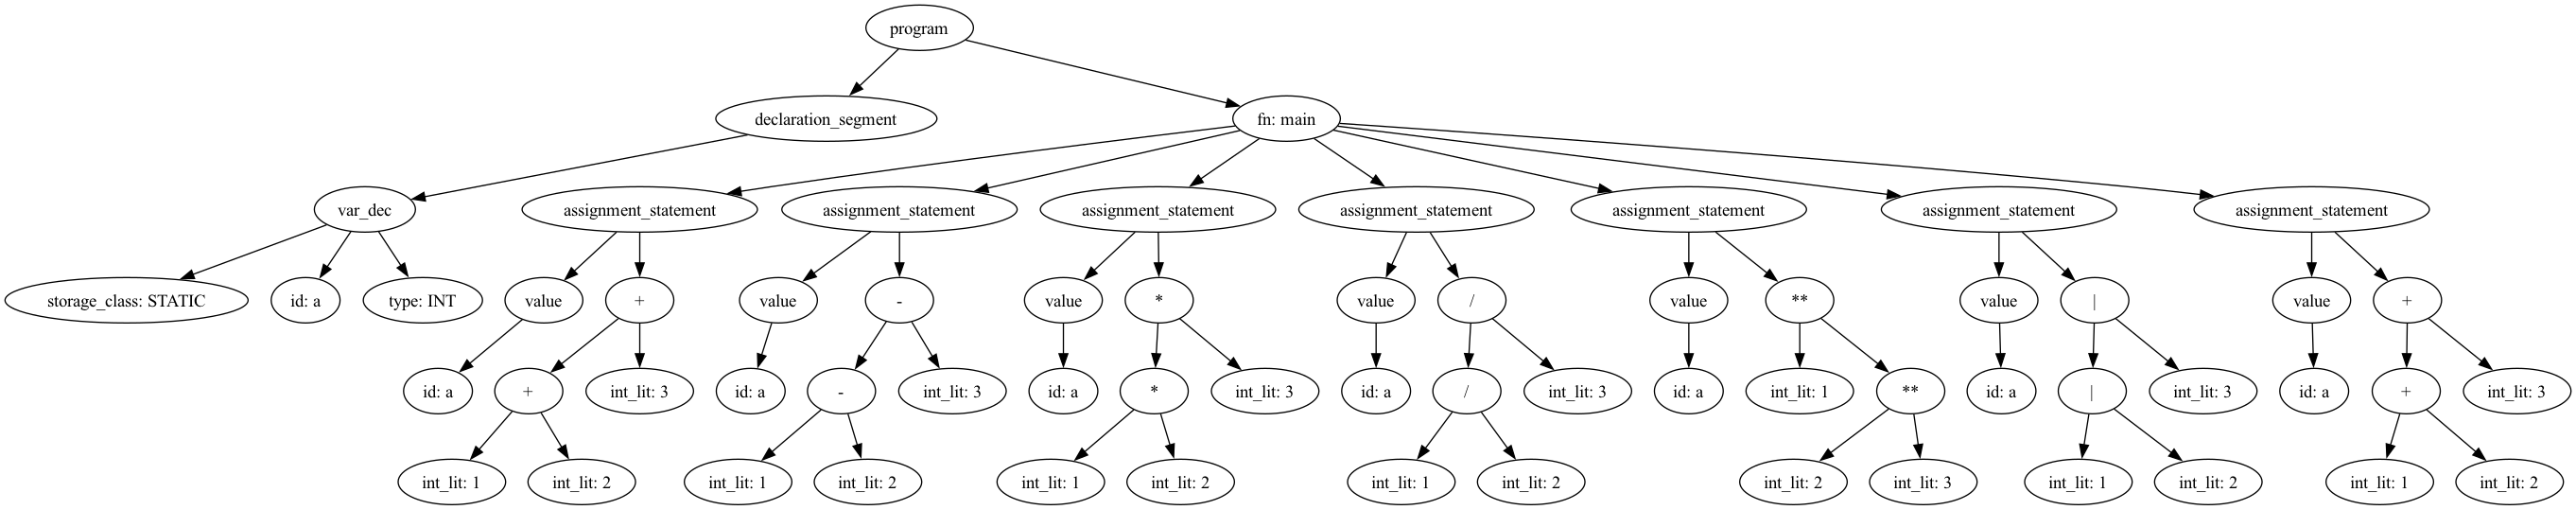 program
declaration_segment
fn: main
var_dec
assignment_statement
assignment_statement
assignment_statement
assignment_statement
assignment_statement
assignment_statement
assignment_statement
storage_class: STATIC
id: a
type: INT
value
+
value
-
value
*
value
/
value
**
value
|
value
+
id: a
+
int_lit: 3
id: a
-
int_lit: 3
id: a
*
int_lit: 3
id: a
/
int_lit: 3
id: a
int_lit: 1
**
id: a
|
int_lit: 3
id: a
+
int_lit: 3
int_lit: 1
int_lit: 2
int_lit: 1
int_lit: 2
int_lit: 1
int_lit: 2
int_lit: 1
int_lit: 2
int_lit: 2
int_lit: 3
int_lit: 1
int_lit: 2
int_lit: 1
int_lit: 2